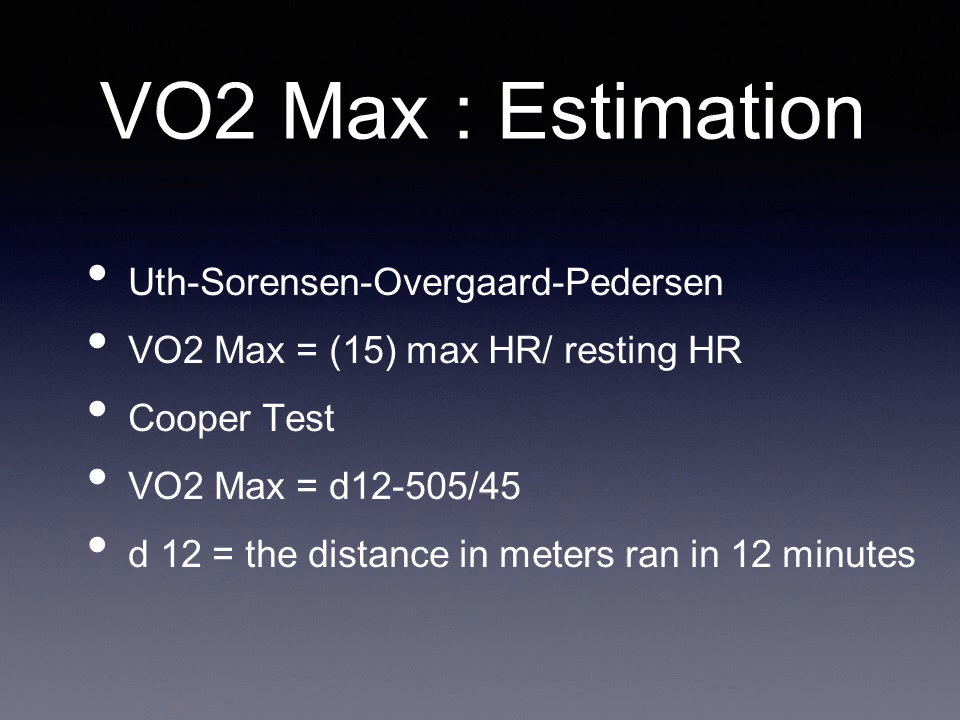 VO2 Max : Estimation
• Uth-Sorensen-Overgaard-Pedersen
• VO2 Max = (15) max HR/ resting HR
• Cooper Test
• VO2 Max = d12-505/45
• d 12 = the distance in meters ran in 12 minutes